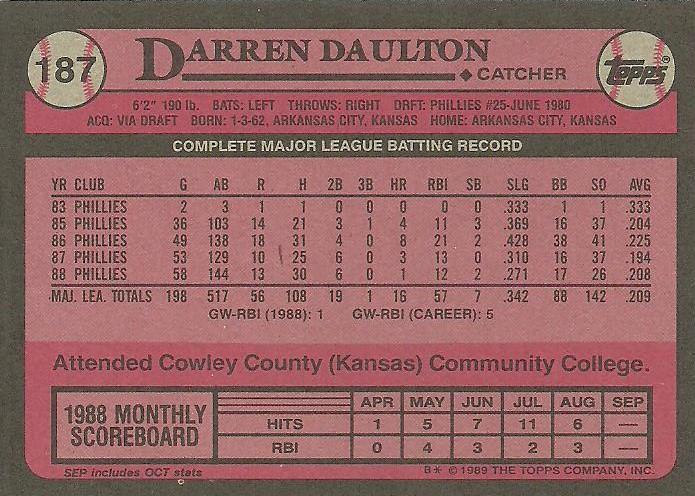 187
DARREN DAULTON
CATCHER
TOPPS®
6'2" 190 lb. BATS: LEFT THROWS: RIGHT DRFT: PHILLIES #25-JUNE 1980
ACQ: VIA DRAFT BORN: 1-3-62, ARKANSAS CITY, KANSAS HOME: ARKANSAS CITY, KANSAS
COMPLETE MAJOR LEAGUE BATTING RECORD
YR CLUB G AB R H 2B 3B HR RBI SB SLG BB SO AVG
83 PHILLIES 2 3 1 1 0 0 0 0 0 .333 1 1 .333
85 PHILLIES 36 103 14 21 3 1 4 11 3 .369 16 37 .204
86 PHILLIES 49 138 18 31 4 0 8 21 2 .428 38 41 .225
87 PHILLIES 53 129 10 25 6 0 3 13 0 .310 16 37 .194
88 PHILLIES 58 144 13 30 6 0 1 12 2 .271 17 26 .208
MAJ. LEA. TOTALS 198 517 56 108 19 1 16 57 7 .342 88 142 .209
GW-RBI (1988): 1 GW-RBI (CAREER): 5
Attended Cowley County (Kansas) Community College.
1988 MONTHLY
SCOREBOARD
APR MAY JUN JUL AUG SEP
HITS 1 5 7 11 6 —
RBI 0 4 3 2 3 —
SEP includes OCT stats
B* © 1989 THE TOPPS COMPANY, INC.